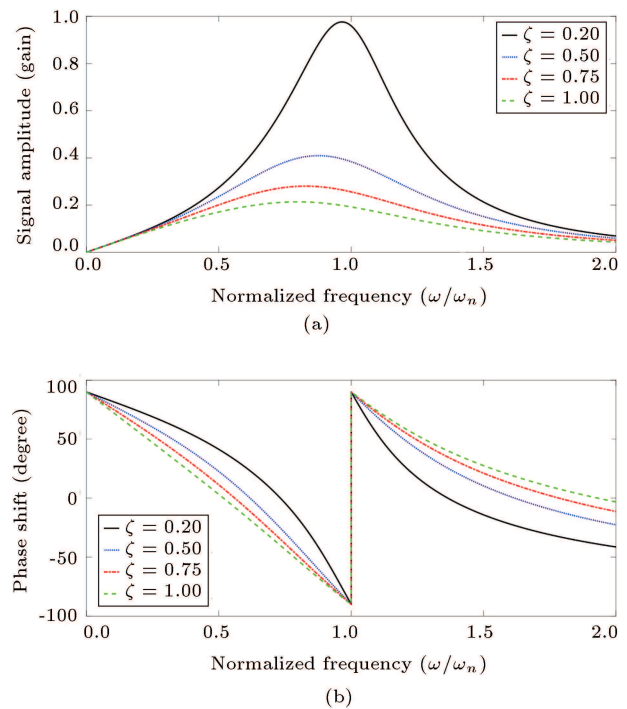 1.0
0.8
0.6
0.4
0.2
0.0
Signal amplitude (gain)
ζ = 0.20
ζ = 0.50
ζ = 0.75
ζ = 1.00
0.0 0.5 1.0 1.5 2.0
Normalized frequency (ω/ωn)
(a)
100
50
0
-50
-100
Phase shift (degree)
ζ = 0.20
ζ = 0.50
ζ = 0.75
ζ = 1.00
0.0 0.5 1.0 1.5 2.0
Normalized frequency (ω/ωn)
(b)